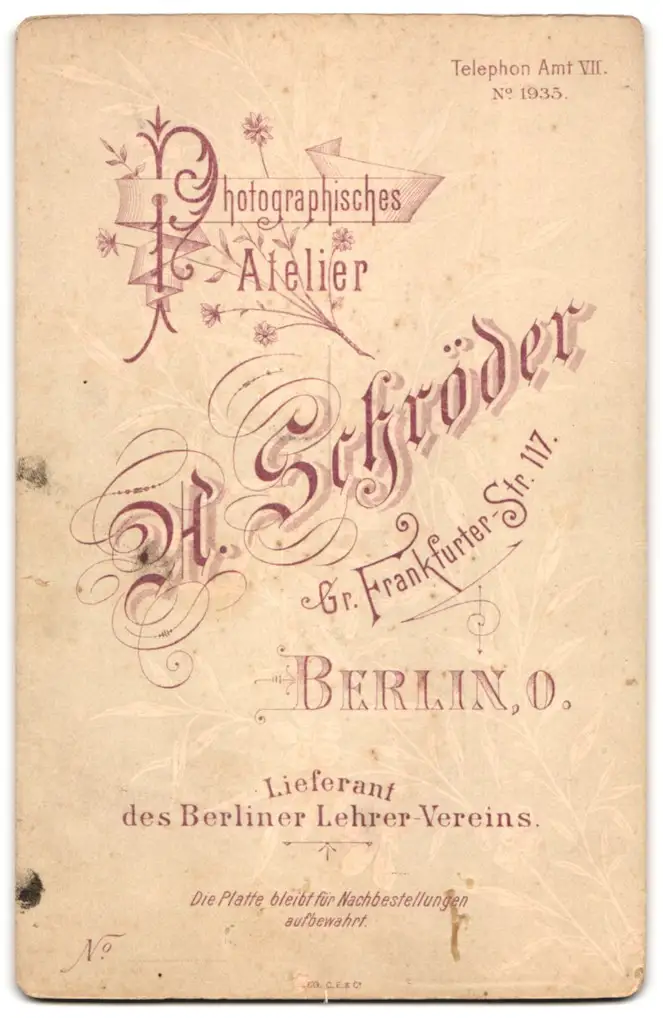 Telephon Amt VII.
Nº 1935.
Photographisches
Atelier
A. Schröder
Gr. Frankfurter-Str. 117.
BERLIN, O.
Lieferant
des Berliner Lehrer-Vereins.
Die Platte bleibt für Nachbestellungen
aufbewahrt.
Nº